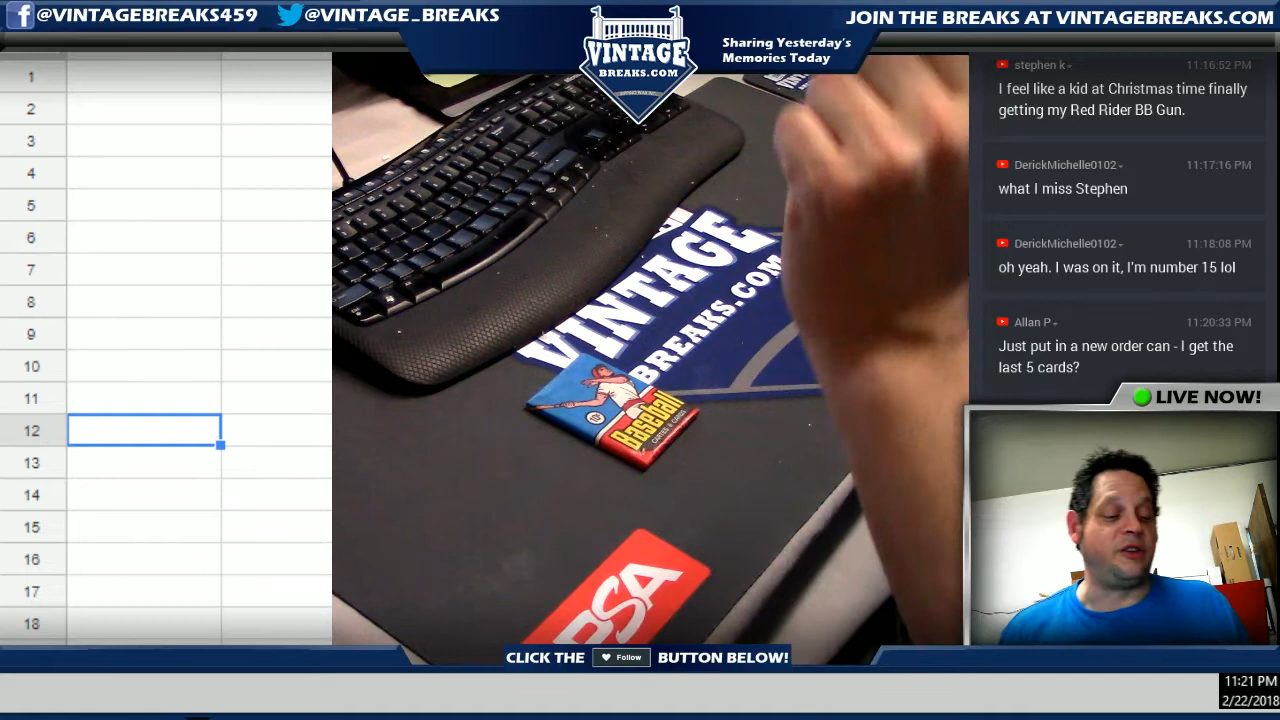 @VINTAGEBREAKS459
@VINTAGE_BREAKS
VINTAGE
BREAKS.COM
Sharing Yesterday's
Memories Today
JOIN THE BREAKS AT VINTAGEBREAKS.COM
1
2
3
4
5
6
7
8
9
10
11
12
13
14
15
16
17
18
VINTAGE
BREAKS.COM
10¢
Baseball
PSA
stephen k
11:16:52 PM
I feel like a kid at Christmas time finally
getting my Red Rider BB Gun.
DerickMichelle0102
11:17:16 PM
what I miss Stephen
DerickMichelle0102
11:18:08 PM
oh yeah. I was on it, I'm number 15 lol
Allan P
11:20:33 PM
Just put in a new order can - I get the
last 5 cards?
LIVE NOW!
CLICK THE
Follow
BUTTON BELOW!
11:21 PM
2/22/2018